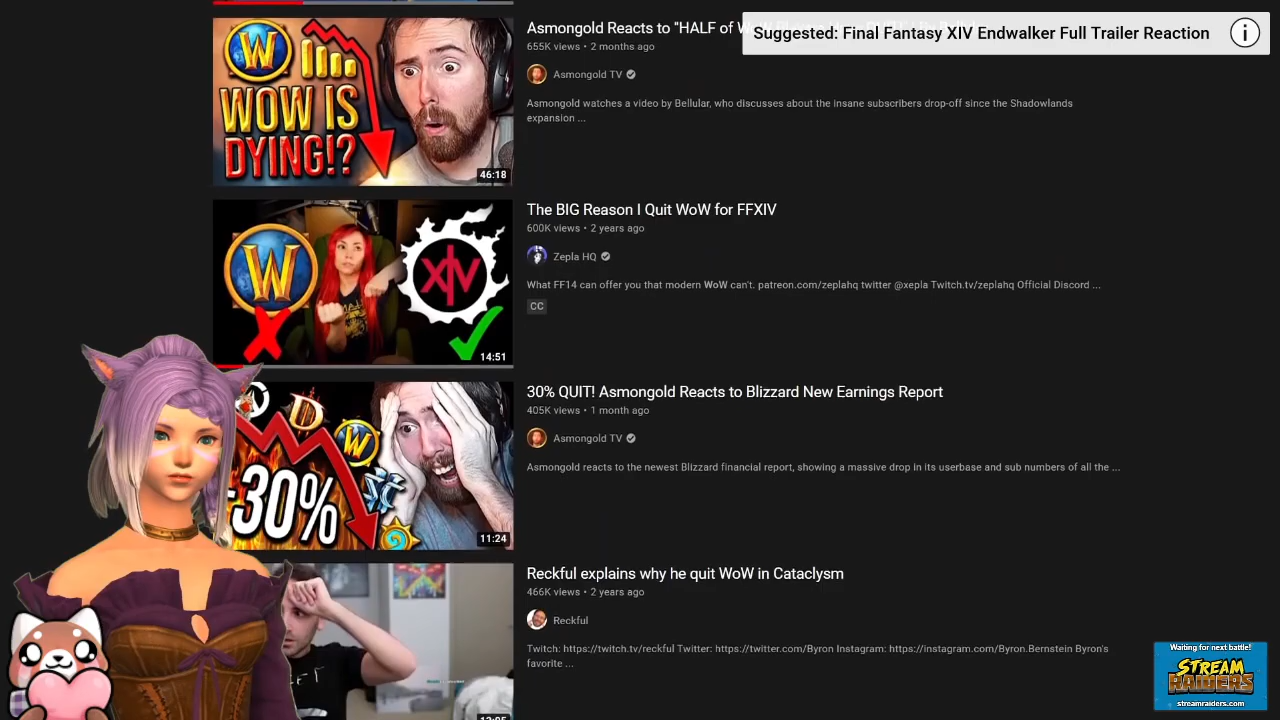 Asmongold Reacts to "HALF of
Suggested: Final Fantasy XIV Endwalker Full Trailer Reaction
655K views • 2 months ago
Asmongold TV
Asmongold watches a video by Bellular, who discusses about the insane subscribers drop-off since the Shadowlands
expansion ...
W
WOW IS
DYING!?
46:18
The BIG Reason I Quit WoW for FFXIV
600K views • 2 years ago
Zepla HQ
What FF14 can offer you that modern WoW can't. patreon.com/zeplahq twitter @xepla Twitch.tv/zeplahq Official Discord ...
CC
W
XIV
14:51
30% QUIT! Asmongold Reacts to Blizzard New Earnings Report
405K views • 1 month ago
Asmongold TV
Asmongold reacts to the newest Blizzard financial report, showing a massive drop in its userbase and sub numbers of all the ...
D
W
-30%
11:24
Reckful explains why he quit WoW in Cataclysm
466K views • 2 years ago
Reckful
Twitch: https://twitch.tv/reckful Twitter: https://twitter.com/Byron Instagram: https://instagram.com/Byron.Bernstein Byron's
favorite ...
Waiting for next battle!
STREAM
RAIDERS
streamraiders.com